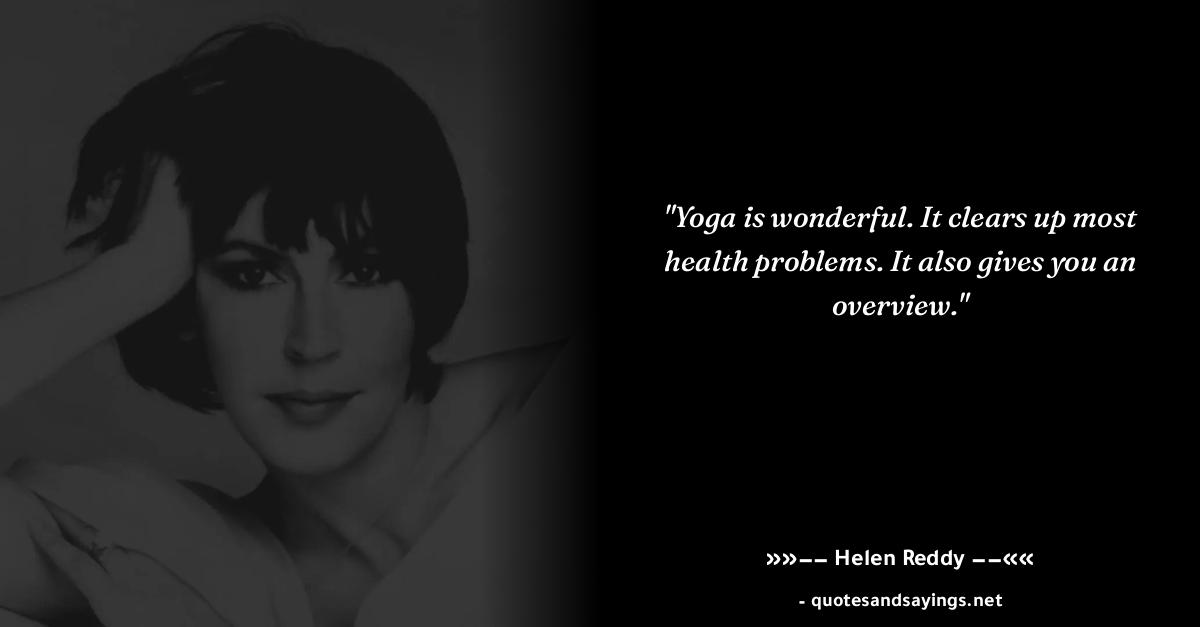 "Yoga is wonderful. It clears up most
health problems. It also gives you an
overview."
»»−− Helen Reddy −−««
- quotesandsayings.net